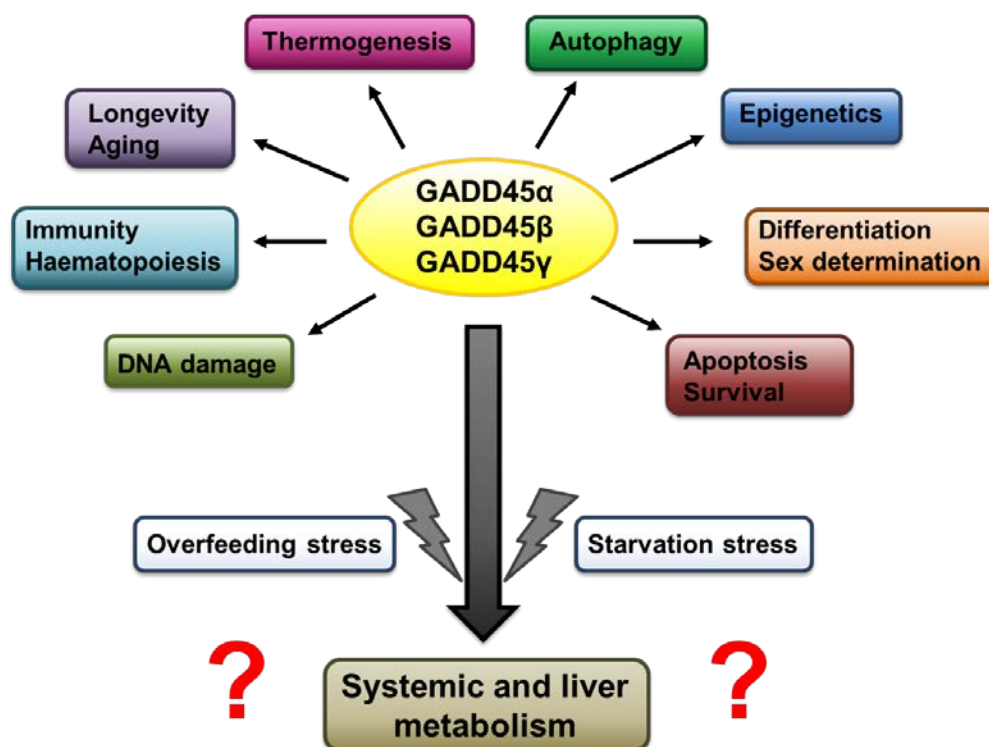 Thermogenesis
Autophagy
Longevity
Aging
Epigenetics
GADD45α
GADD45β
GADD45γ
Immunity
Haematopoiesis
Differentiation
Sex determination
DNA damage
Apoptosis
Survival
Overfeeding stress
Starvation stress
?
?
Systemic and liver
metabolism